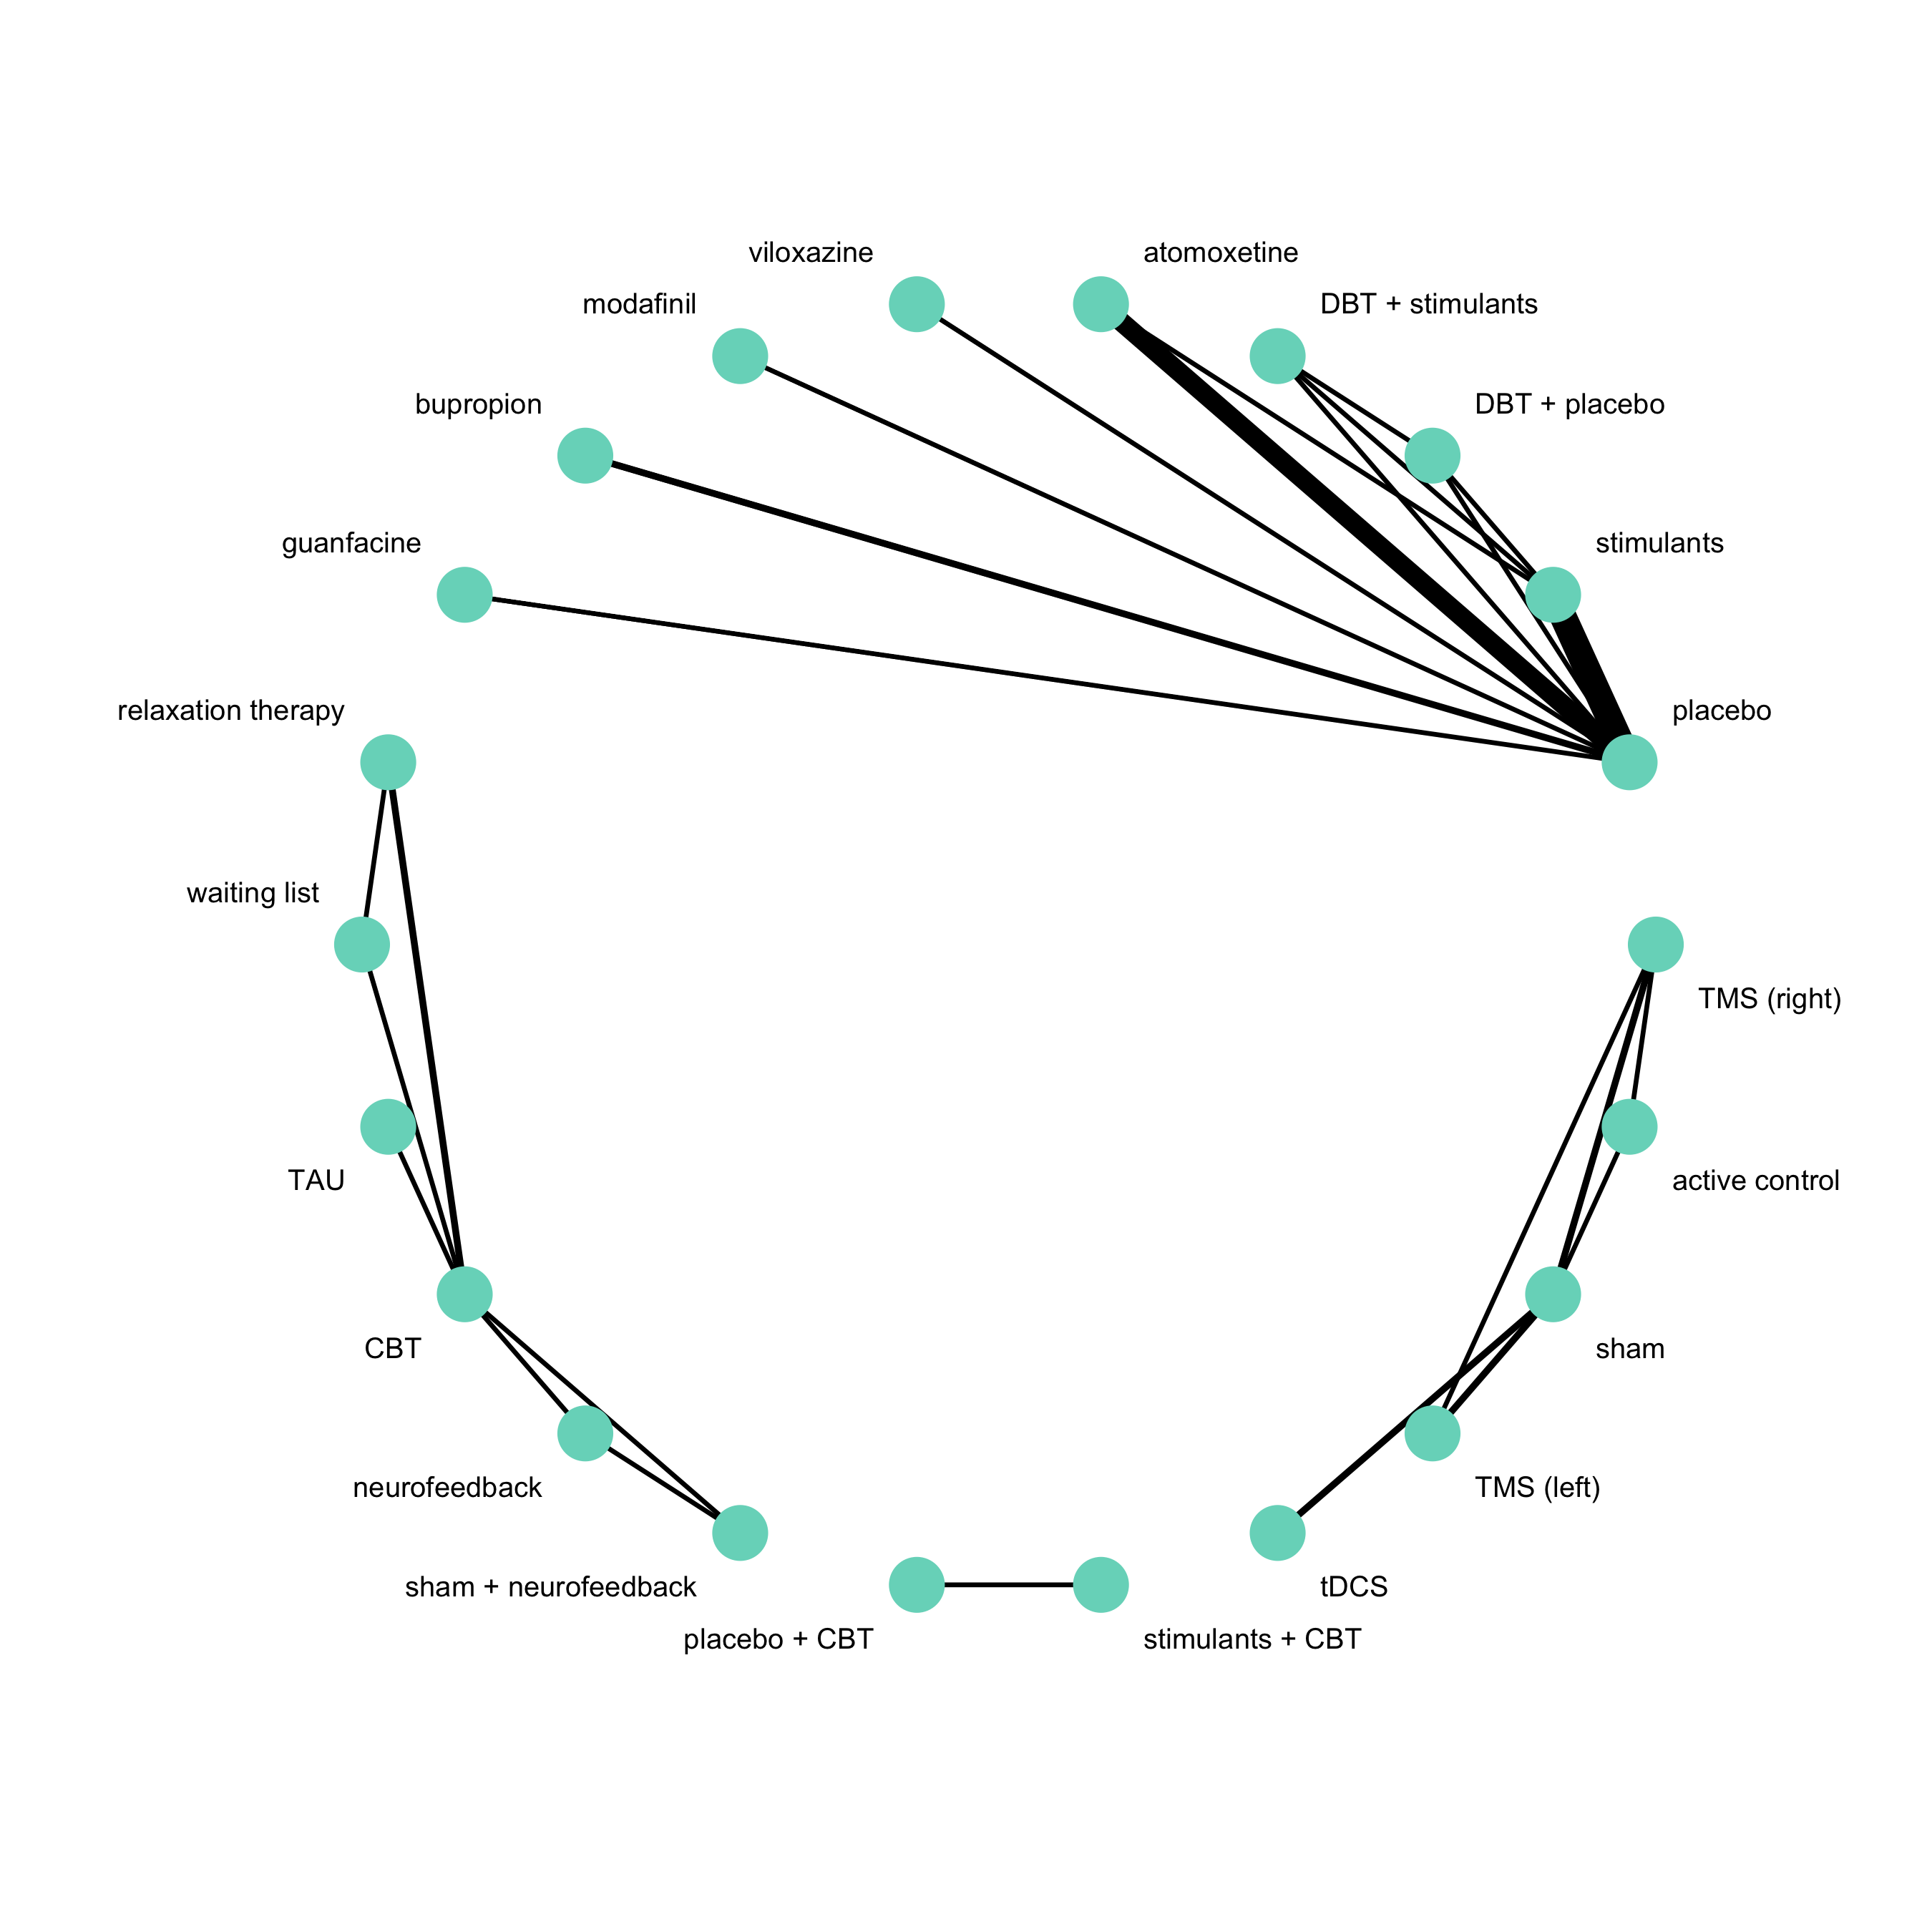 viloxazine
atomoxetine
modafinil
DBT + stimulants
bupropion
DBT + placebo
guanfacine
stimulants
relaxation therapy
placebo
waiting list
TMS (right)
TAU
active control
CBT
sham
neurofeedback
TMS (left)
sham + neurofeedback
tDCS
placebo + CBT
stimulants + CBT